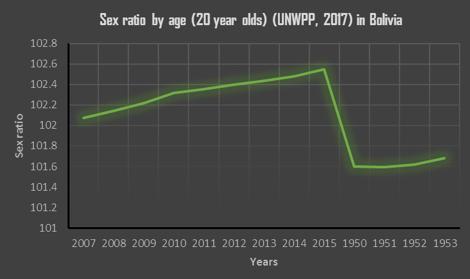 Sex ratio by age (20 year olds) (UNWPP, 2017) in Bolivia
102.8
102.6
102.4
102.2
102
101.8
101.6
101.4
101.2
101
Sex ratio
2007 2008 2009 2010 2011 2012 2013 2014 2015 1950 1951 1952 1953
Years